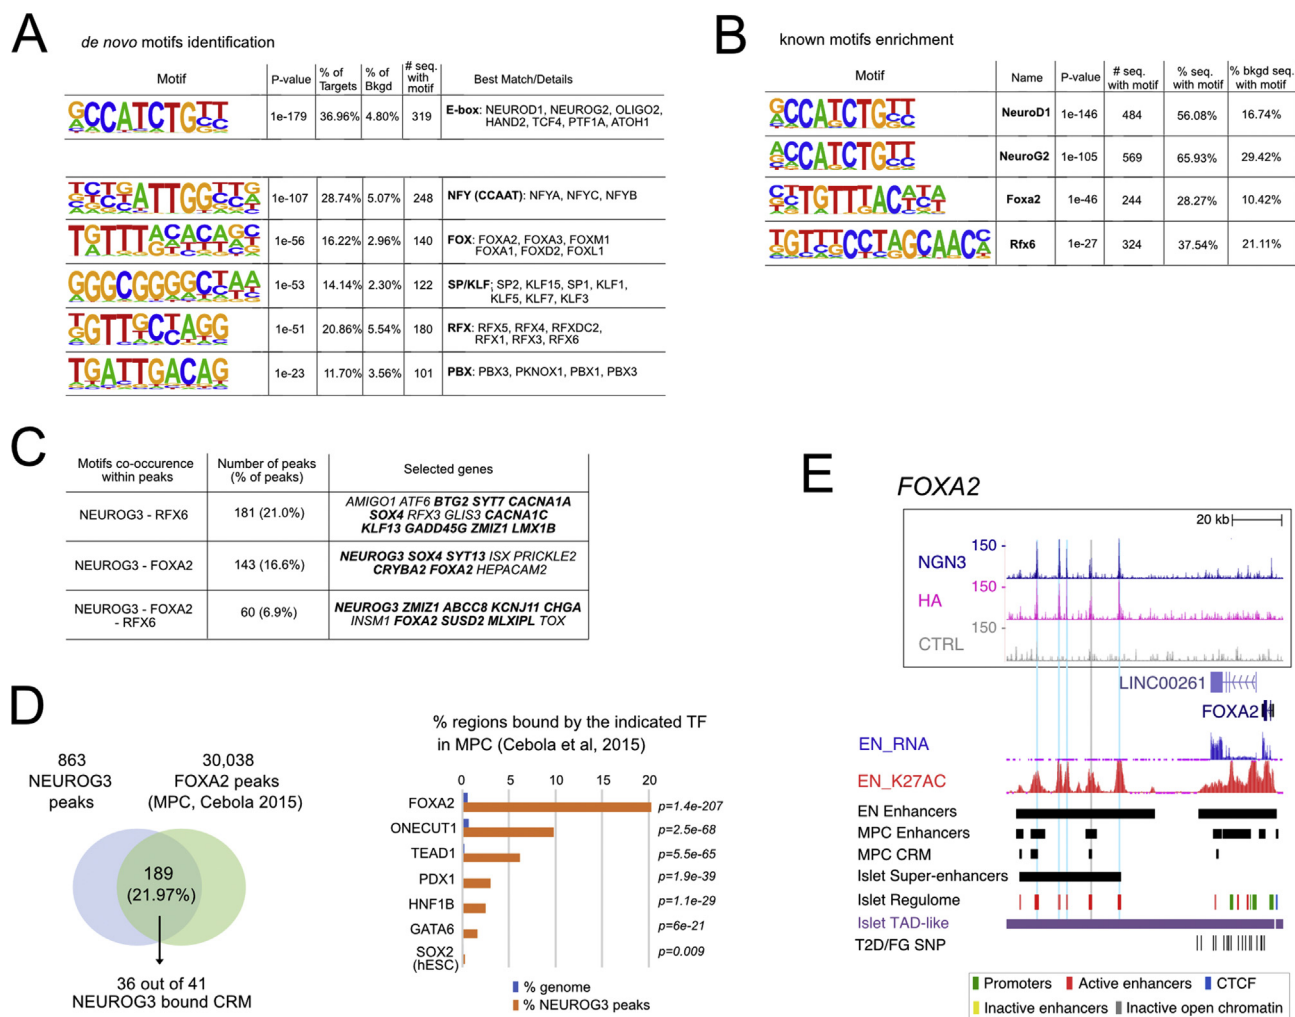 A
de novo motifs identification
Motif
P-value
% of
Targets
% of
Bkgd
# seq.
with
motif
Best Match/Details
GCCATCTGTT
1e-179
36.96%
4.80%
319
E-box: NEUROD1, NEUROG2, OLIGO2,
HAND2, TCF4, PTF1A, ATOH1
1e-107
28.74%
5.07%
248
NFY (CCAAT): NFYA, NFYC, NFYB
1e-56
16.22%
2.96%
140
FOX: FOXA2, FOXA3, FOXM1
FOXA1, FOXD2, FOXL1
GGGCGGGGCTAA
1e-53
14.14%
2.30%
122
SP/KLF; SP2, KLF15, SP1, KLF1,
KLF5, KLF7, KLF3
1e-51
20.86%
5.54%
180
RFX: RFX5, RFX4, RFXDC2,
RFX1, RFX3, RFX6
TGATTGACAG
1e-23
11.70%
3.56%
101
PBX: PBX3, PKNOX1, PBX1, PBX3
B
known motifs enrichment
Motif
Name
P-value
# seq.
with motif
% seq.
with motif
% bkgd seq.
with motif
GCCATCTGTT
NeuroD1
1e-146
484
56.08%
16.74%
ACCATCTGTT
NeuroG2
1e-105
569
65.93%
29.42%
Foxa2
1e-46
244
28.27%
10.42%
Rfx6
1e-27
324
37.54%
21.11%
C
Motifs co-occurence
within peaks
Number of peaks
(% of peaks)
Selected genes
NEUROG3 - RFX6
181 (21.0%)
AMIGO1 ATF6 BTG2 SYT7 CACNA1A
SOX4 RFX3 GLIS3 CACNA1C
KLF13 GADD45G ZMIZ1 LMX1B
NEUROG3 - FOXA2
143 (16.6%)
NEUROG3 SOX4 SYT13 ISX PRICKLE2
CRYBA2 FOXA2 HEPACAM2
NEUROG3 - FOXA2
- RFX6
60 (6.9%)
NEUROG3 ZMIZ1 ABCC8 KCNJ11 CHGA
INSM1 FOXA2 SUSD2 MLXIPL TOX
D
863
NEUROG3
peaks
30,038
FOXA2 peaks
(MPC, Cebola 2015)
189
(21.97%)
36 out of 41
NEUROG3 bound CRM
% regions bound by the indicated TF
in MPC (Cebola et al, 2015)
0 5 10 15 20
FOXA2 p=1.4e-207
ONECUT1 p=2.5e-68
TEAD1 p=5.5e-65
PDX1 p=1.9e-39
HNF1B p=1.1e-29
GATA6 p=6e-21
SOX2
(hESC) p=0.009
% genome
% NEUROG3 peaks
E
FOXA2
20 kb
150 -
NGN3
150 -
HA
150 -
CTRL
LINC00261
FOXA2
EN_RNA
EN_K27AC
EN Enhancers
MPC Enhancers
MPC CRM
Islet Super-enhancers
Islet Regulome
Islet TAD-like
T2D/FG SNP
Promoters
Active enhancers
CTCF
Inactive enhancers
Inactive open chromatin